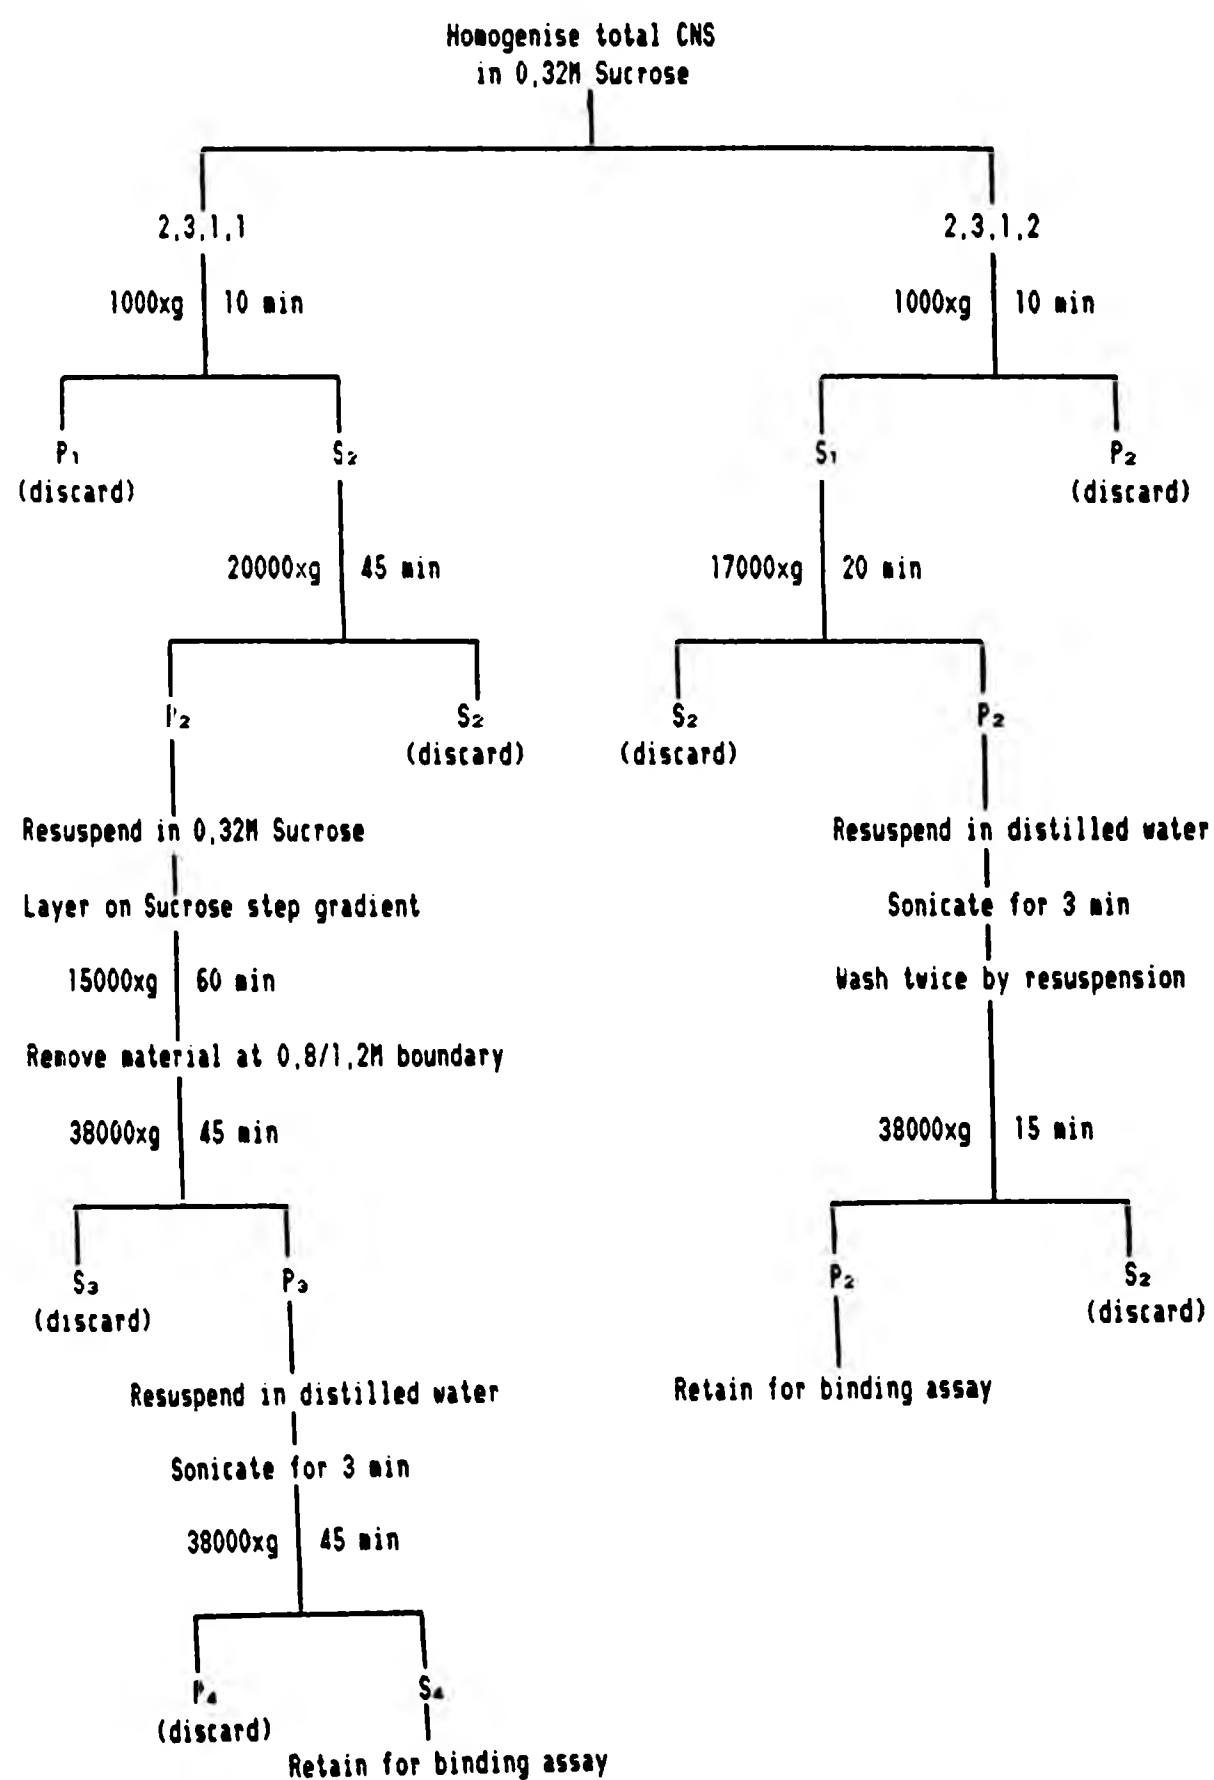 Homogenise total CNS
in 0,32M Sucrose
2,3,1,1
1000xg 10 min
P₁
(discard)
S₂
20000xg 45 min
P₂
S₂
(discard)
Resuspend in 0,32M Sucrose
Layer on Sucrose step gradient
15000xg 60 min
Remove material at 0,8/1,2M boundary
38000xg 45 min
S₃
(discard)
P₃
Resuspend in distilled water
Sonicate for 3 min
38000xg 45 min
P₄
(discard)
S₄
Retain for binding assay
2,3,1,2
1000xg 10 min
S₁
P₂
(discard)
17000xg 20 min
S₂
(discard)
P₂
Resuspend in distilled water
Sonicate for 3 min
Wash twice by resuspension
38000xg 15 min
P₂
S₂
(discard)
Retain for binding assay